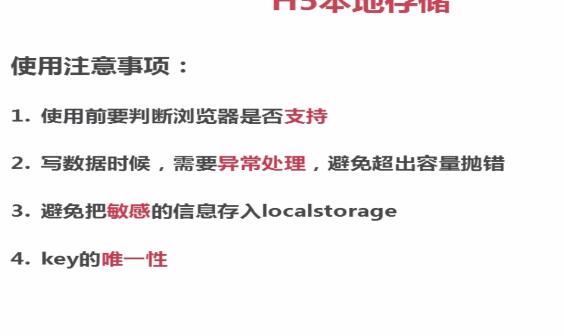 H5本地存储
使用注意事项：
1. 使用前要判断浏览器是否支持
2. 写数据时候，需要异常处理，避免超出容量抛错
3. 避免把敏感的信息存入localstorage
4. key的唯一性